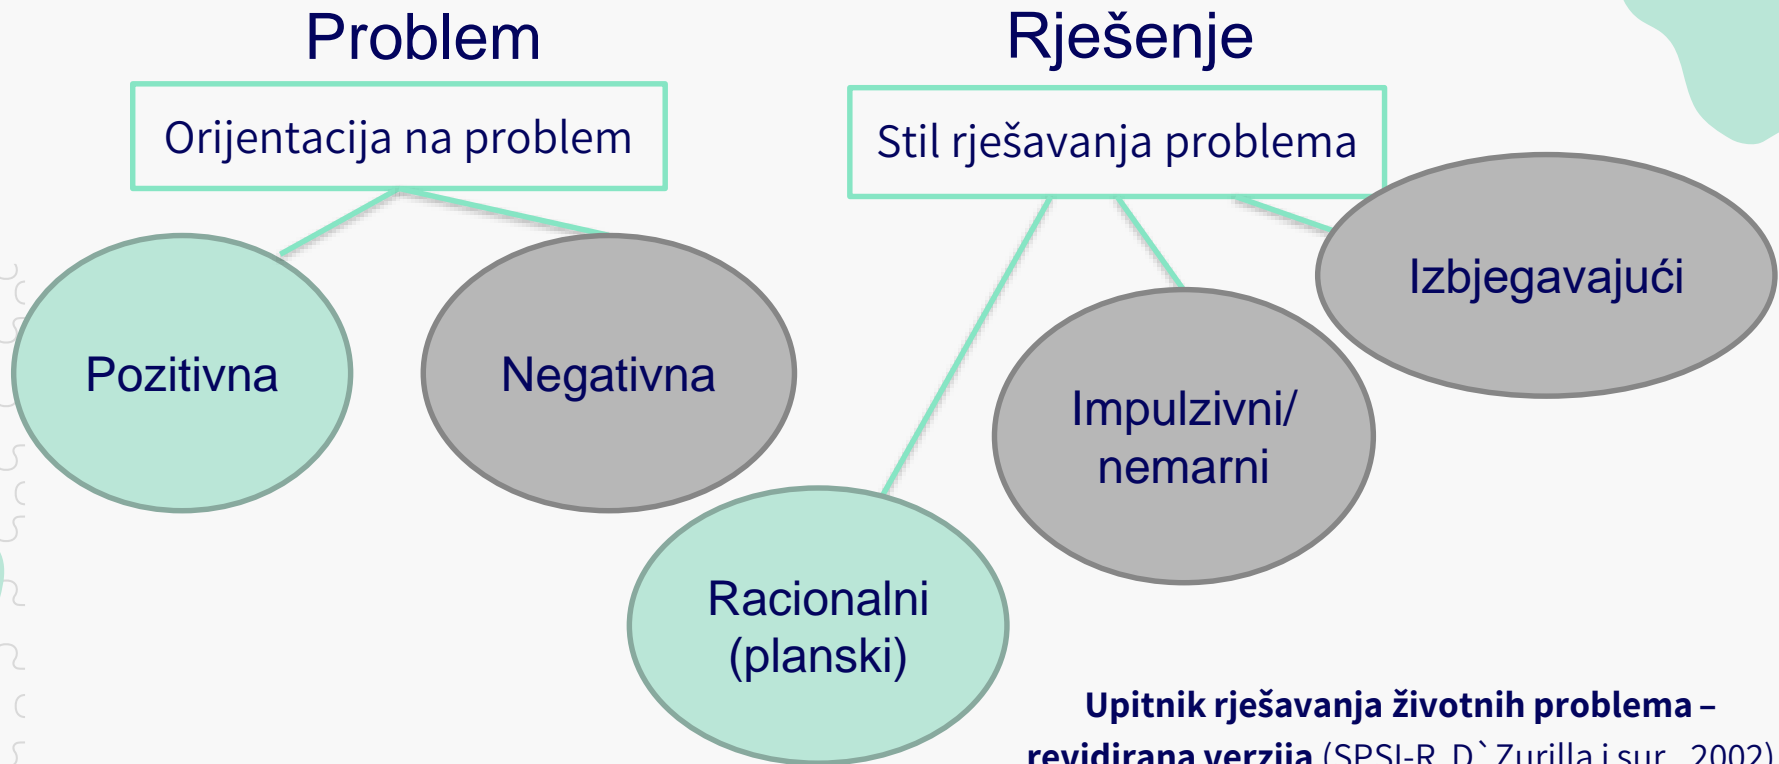 Problem
Rješenje
Orijentacija na problem
Stil rješavanja problema
Pozitivna
Negativna
Racionalni
(planski)
Impulzivni/
nemarni
Izbjegavajući
Upitnik rješavanja životnih problema –
revidirana verzija (SPSI-R, D`Zurilla i sur., 2002)